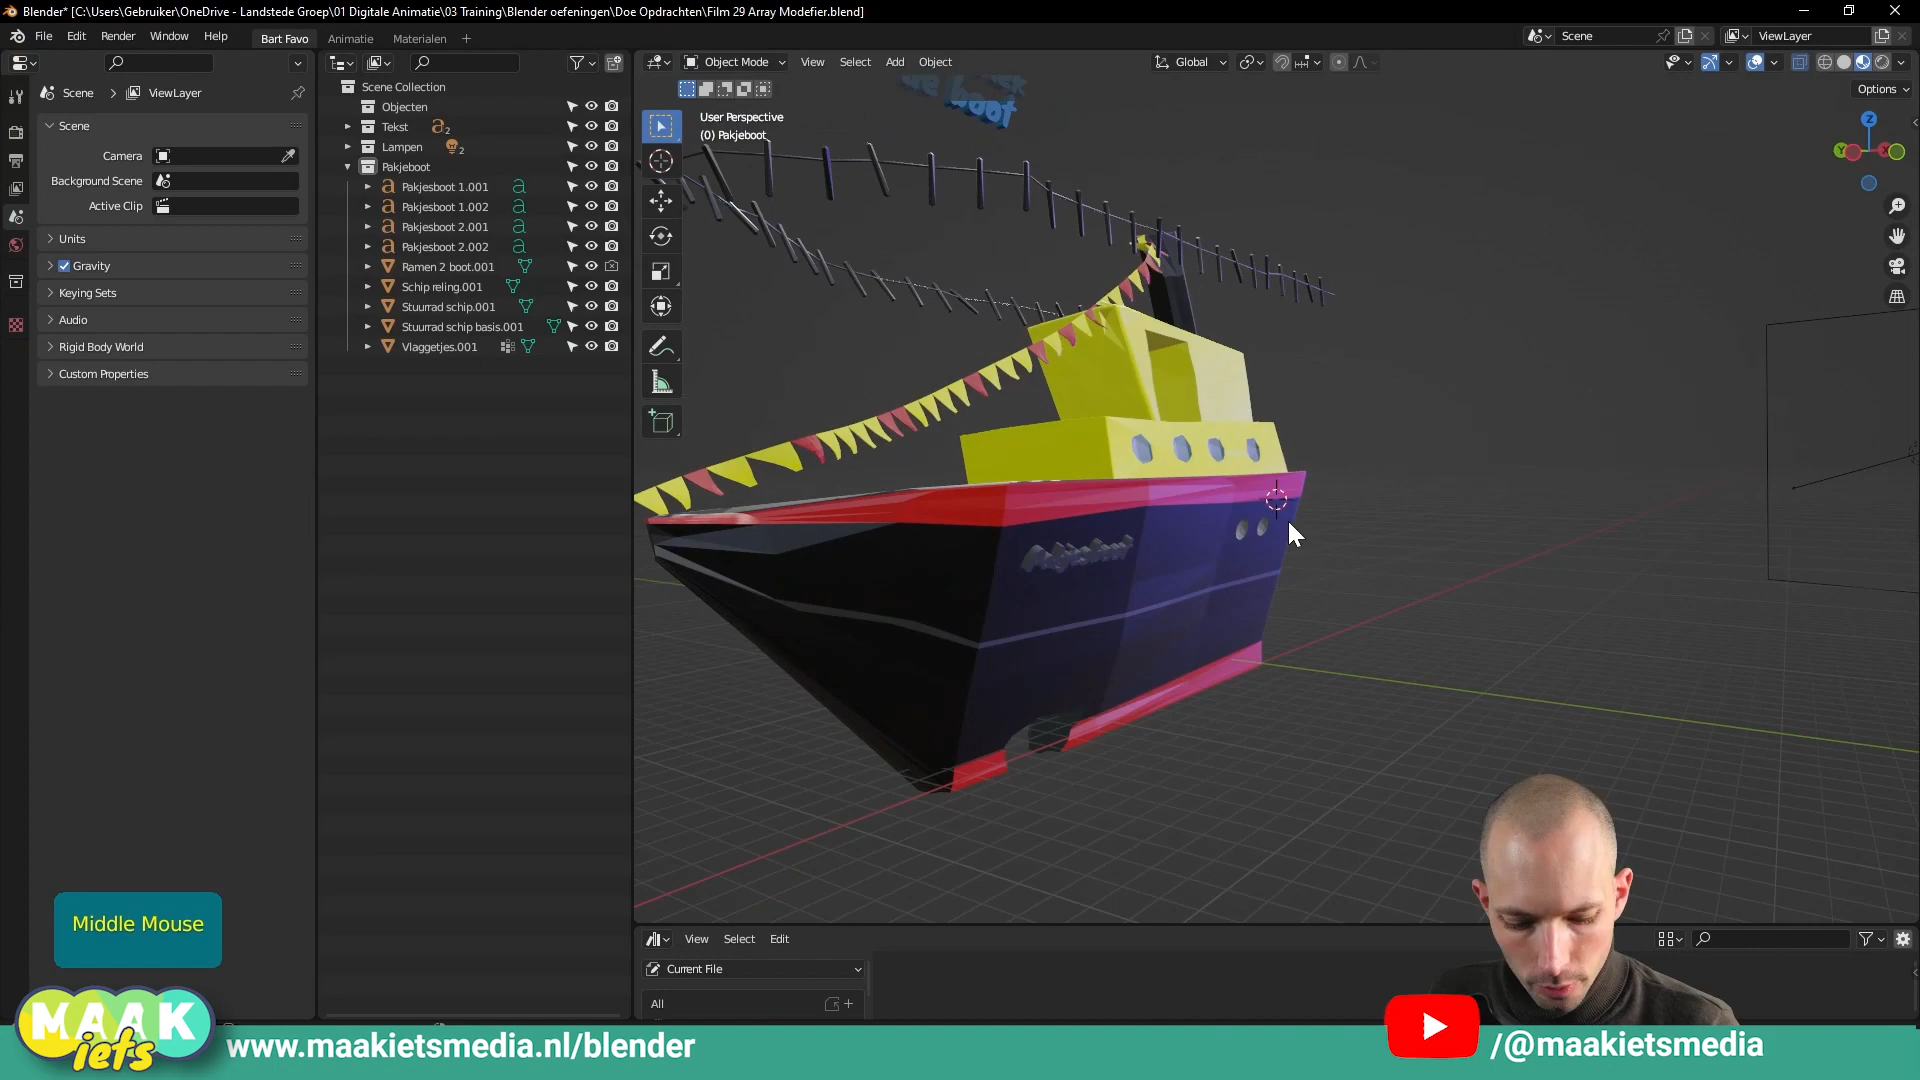 Blender* [C:\Users\Gebruiker\OneDrive - Landstede Groep\01 Digitale Animatie\03 Training\Blender oefeningen\Doe Opdrachten\Film 29 Array Modefier.blend]
File Edit Render Window Help Bart Favo Animatie Materialen + Scene ViewLayer
Object Mode View Select Add Object Global
Options
Scene > ViewLayer
Scene
Camera
Background Scene
Active Clip
Units
Gravity
Keying Sets
Audio
Rigid Body World
Custom Properties
Scene Collection
Objecten
Tekst 2
Lampen 2
Pakjeboot
Pakjesboot 1.001
Pakjesboot 1.002
Pakjesboot 2.001
Pakjesboot 2.002
Ramen 2 boot.001
Schip reling.001
Stuurrad schip.001
Stuurrad schip basis.001
Vlaggetjes.001
User Perspective
(0) Pakjeboot
boot
Z
Y
X
View Select Edit
Current File
All
Middle Mouse
MAAK
iets
www.maakietsmedia.nl/blender
/@maakietsmedia